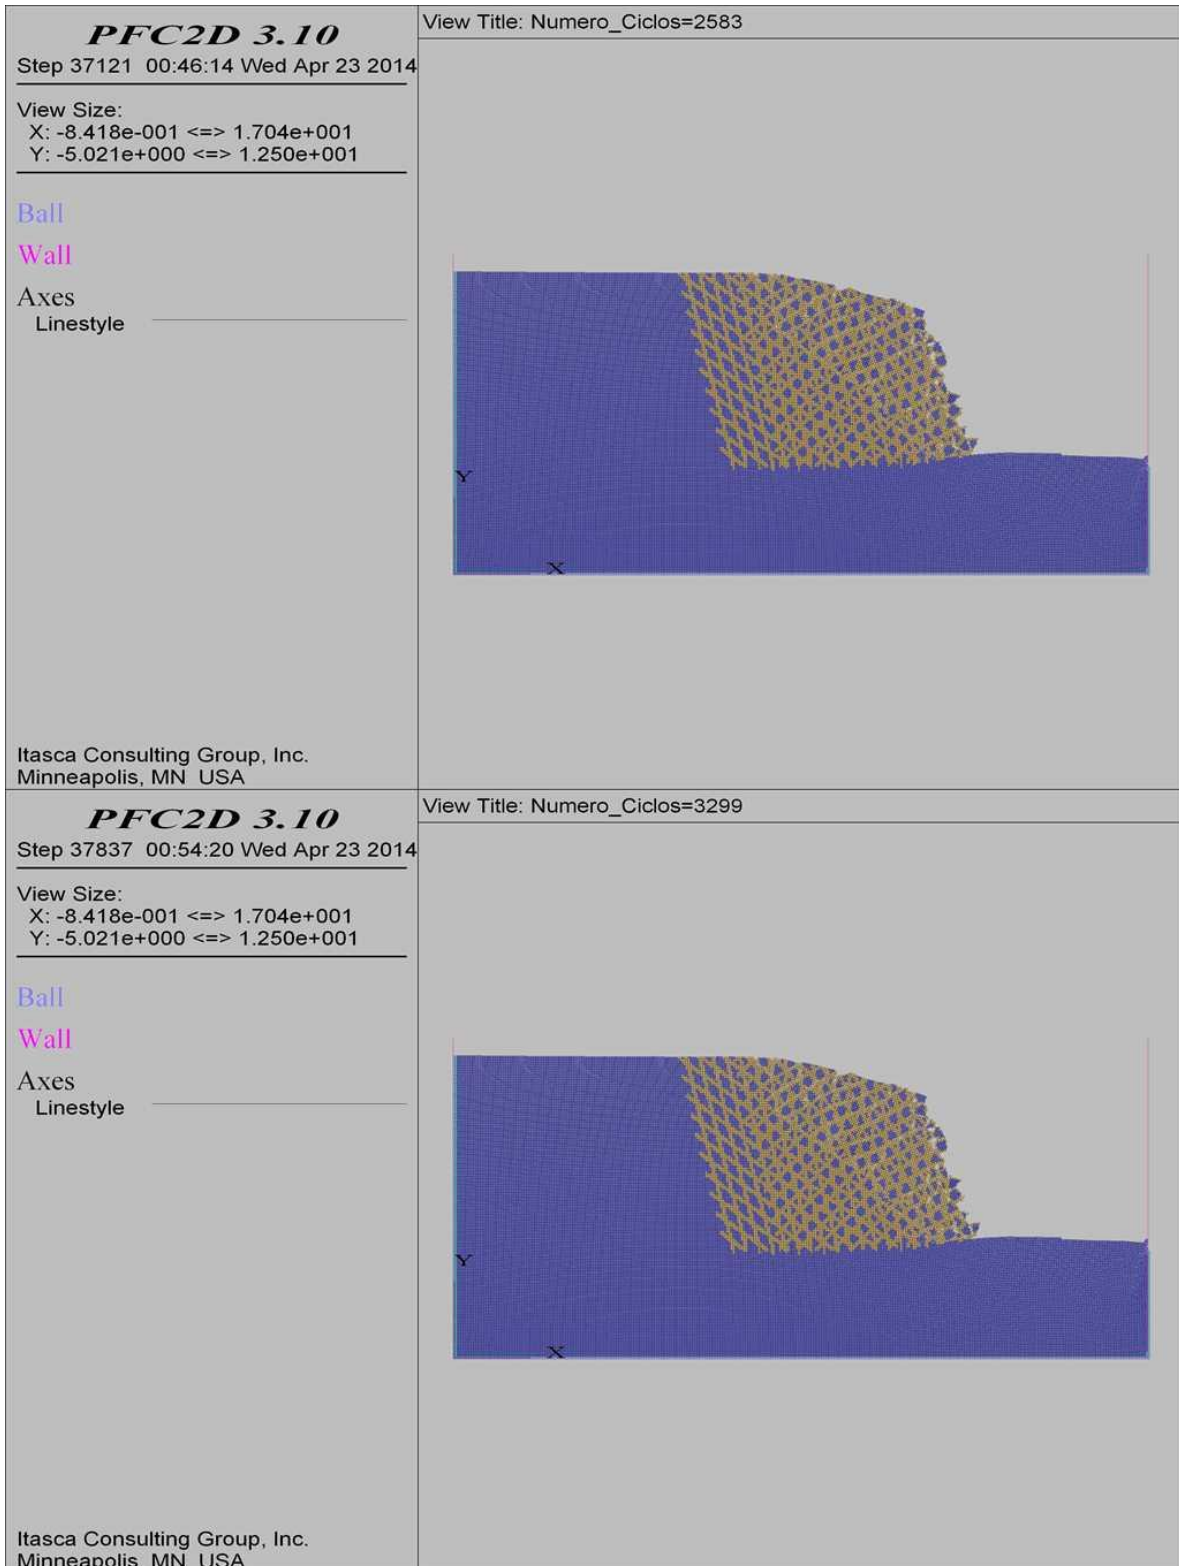 PFC2D 3.10
Step 37121  00:46:14 Wed Apr 23 2014
View Size:
X: -8.418e-001 <=> 1.704e+001
Y: -5.021e+000 <=> 1.250e+001
Ball
Wall
Axes
Linestyle
Itasca Consulting Group, Inc.
Minneapolis, MN  USA
View Title: Numero_Ciclos=2583
Y
X
PFC2D 3.10
Step 37837  00:54:20 Wed Apr 23 2014
View Size:
X: -8.418e-001 <=> 1.704e+001
Y: -5.021e+000 <=> 1.250e+001
Ball
Wall
Axes
Linestyle
Itasca Consulting Group, Inc.
Minneapolis, MN  USA
View Title: Numero_Ciclos=3299
Y
X